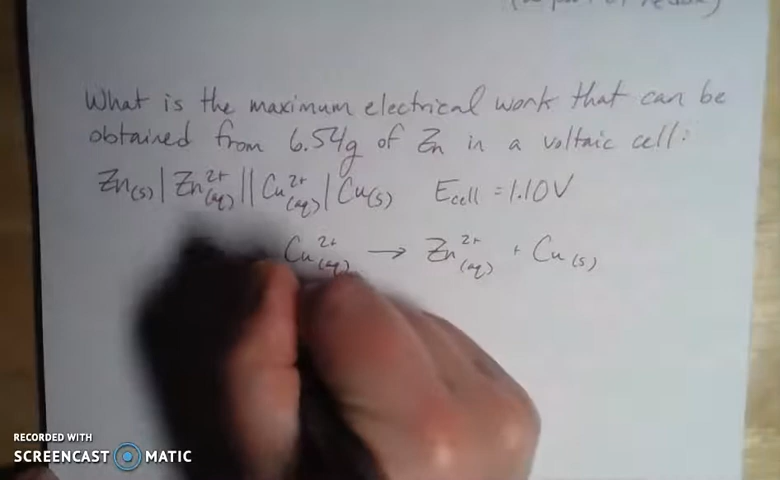 What is the maximum electrical work that can be
obtained from 6.54g of Zn in a voltaic cell:
Zn(s) | Zn²⁺(aq) || Cu²⁺(aq) | Cu(s) Ecell = 1.10V
Cu²⁺(aq) → Zn²⁺(aq) + Cu(s)
RECORDED WITH
SCREENCAST MATIC